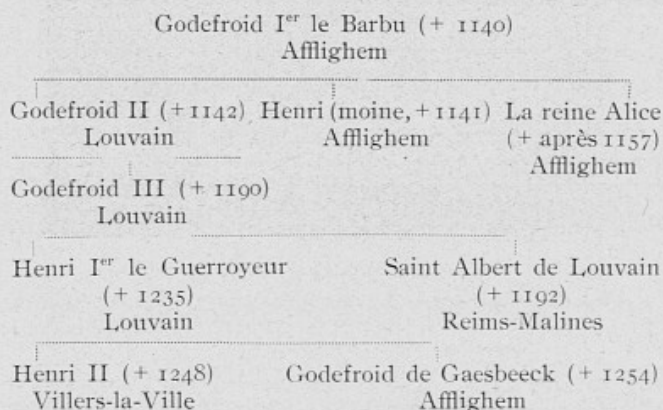 Godefroid Iᵉʳ le Barbu (+ 1140)
Afflighem
Godefroid II (+1142) Henri (moine, +1141) La reine Alice
Louvain Afflighem (+ après 1157)
Afflighem
Godefroid III (+ 1190)
Louvain
Henri Iᵉʳ le Guerroyeur Saint Albert de Louvain
(+ 1235) (+ 1192)
Louvain Reims-Malines
Henri II (+ 1248) Godefroid de Gaesbeeck (+ 1254)
Villers-la-Ville Afflighem